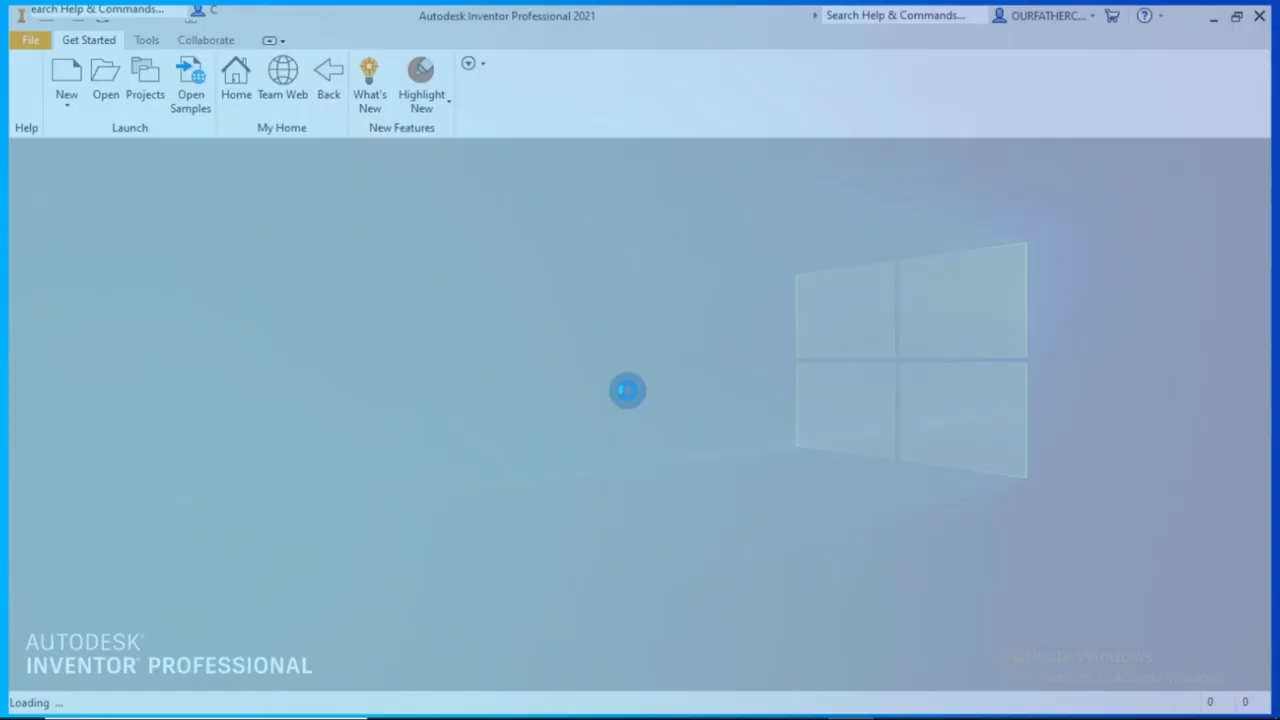 earch Help & Commands... C
Autodesk Inventor Professional 2021
Search Help & Commands... OURFATHERC...
File Get Started Tools Collaborate
New Open Projects Open Samples Home Team Web Back What's New Highlight New
Help Launch My Home New Features
AUTODESK®
INVENTOR® PROFESSIONAL
Activate Windows
Loading ... 0 0